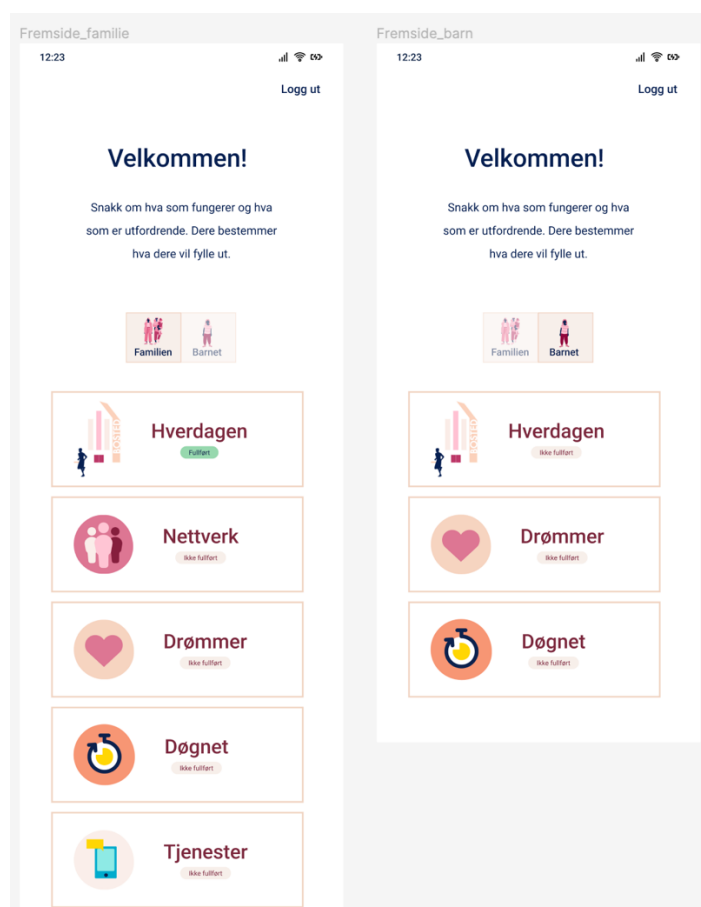 Fremside_familie
12:23
Logg ut
Velkommen!
Snakk om hva som fungerer og hva
som er utfordrende. Dere bestemmer
hva dere vil fylle ut.
Familien
Barnet
BOSTED
Hverdagen
Fullført
Nettverk
Ikke fullført
Drømmer
Ikke fullført
Døgnet
Ikke fullført
Tjenester
Ikke fullført
Fremside_barn
12:23
Logg ut
Velkommen!
Snakk om hva som fungerer og hva
som er utfordrende. Dere bestemmer
hva dere vil fylle ut.
Familien
Barnet
BOSTED
Hverdagen
Ikke fullført
Drømmer
Ikke fullført
Døgnet
Ikke fullført